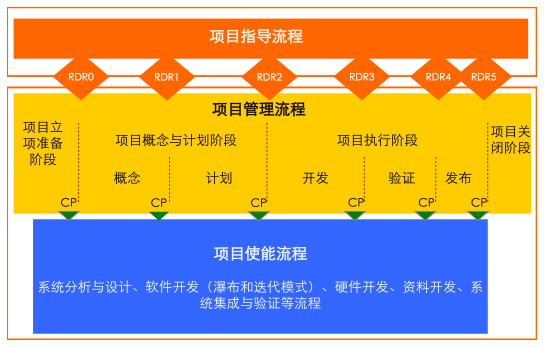 项目指导流程
RDR0 RDR1 RDR2 RDR3 RDR4 RDR5
项目管理流程
项目立
项准备
阶段
项目概念与计划阶段
项目执行阶段
项目关
闭阶段
概念 计划 开发 验证 发布
CP CP CP CP CP CP
项目使能流程
系统分析与设计、软件开发（瀑布和迭代模式）、硬件开发、资料开发、系
统集成与验证等流程